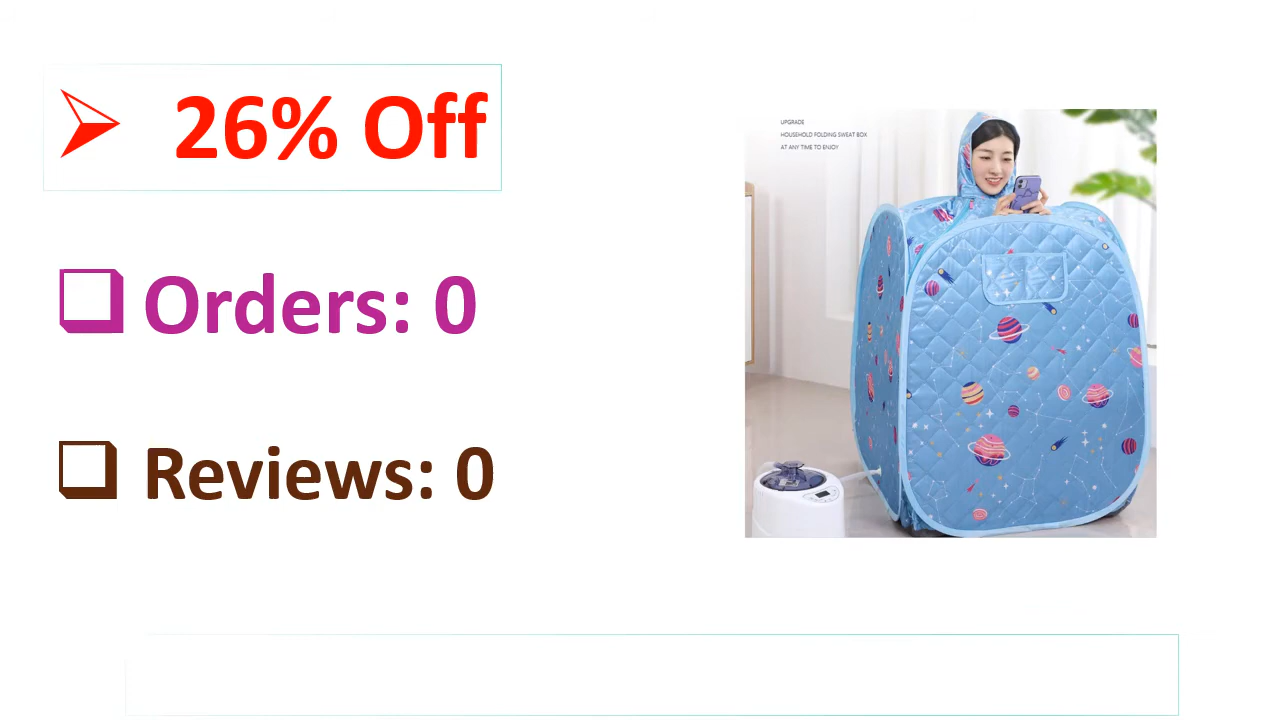 26% Off
Orders: 0
Reviews: 0
UPGRADE
HOUSEHOLD FOLDING SWEAT BOX
AT ANY TIME TO ENJOY